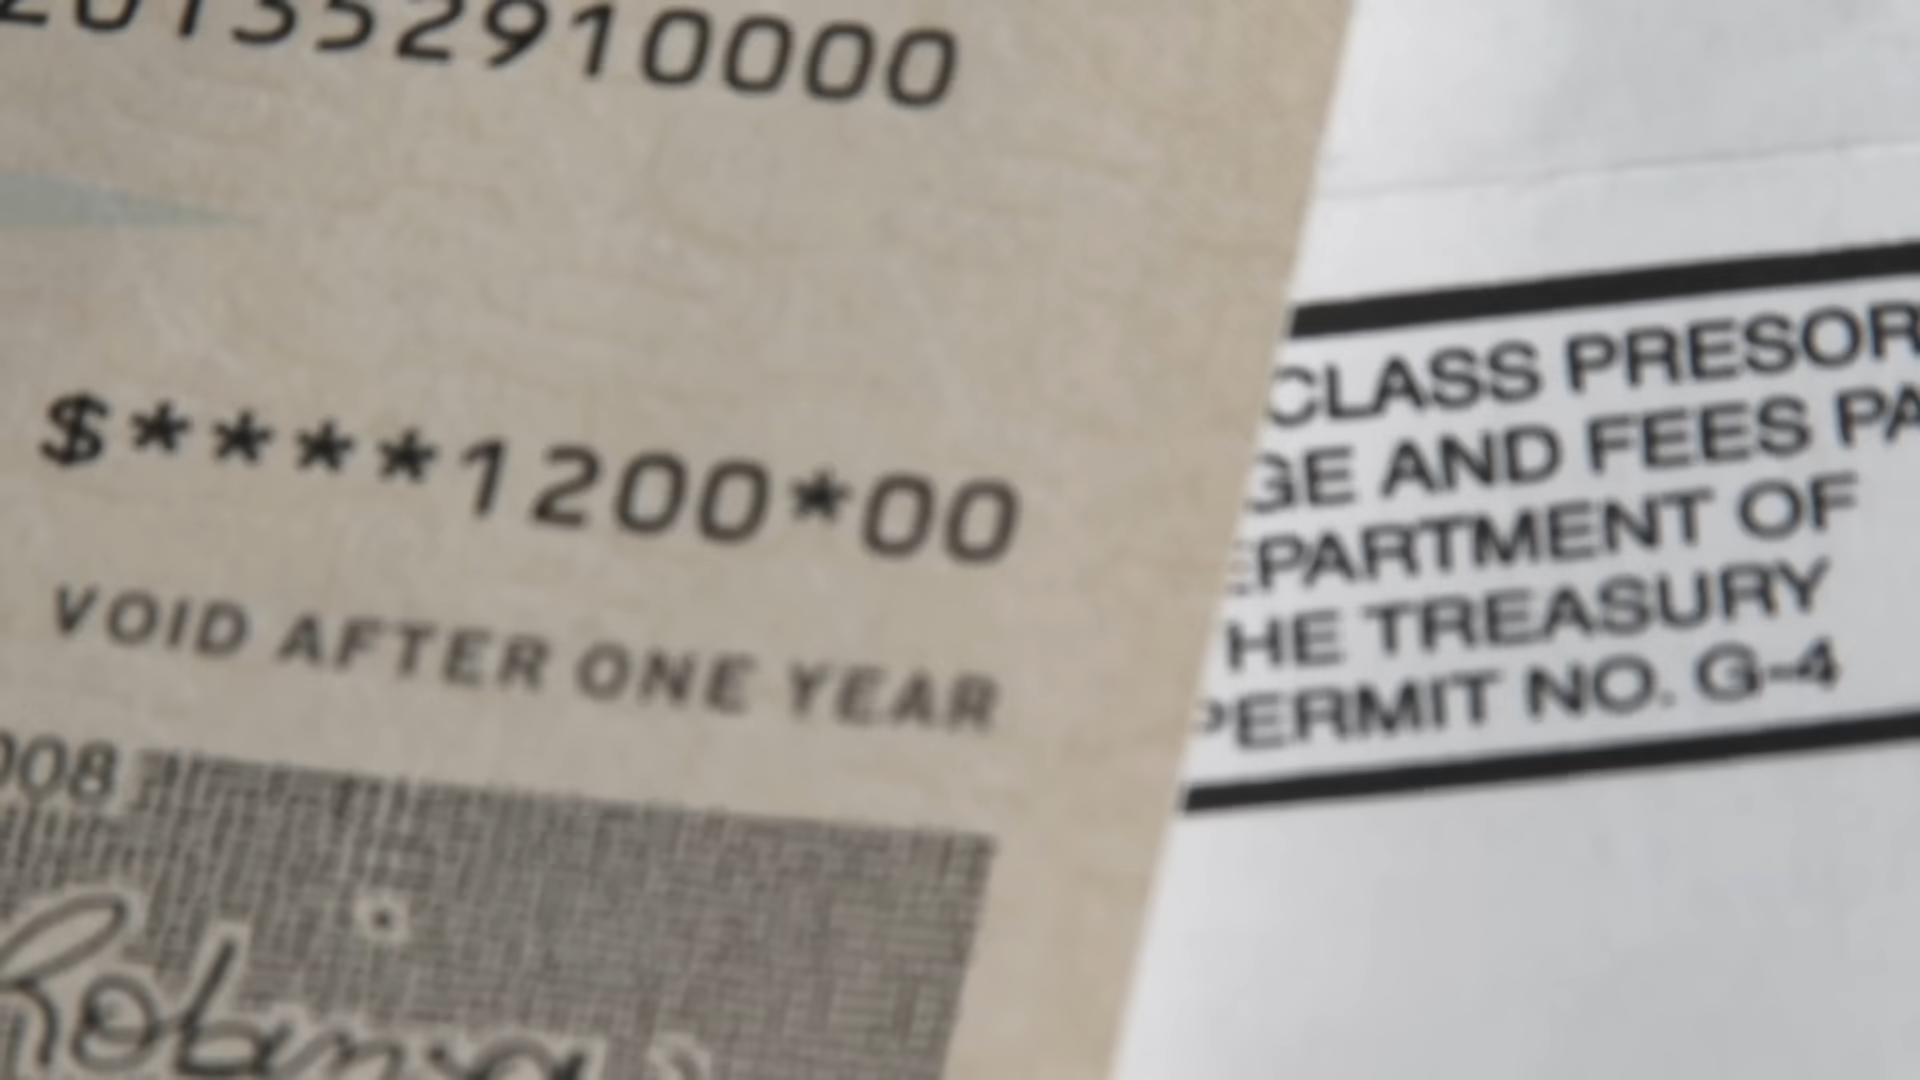 201352910000
$****1200*00
VOID AFTER ONE YEAR
008
Robinson
CLASS PRESOR
GE AND FEES PA
EPARTMENT OF
HE TREASURY
PERMIT NO. G-4